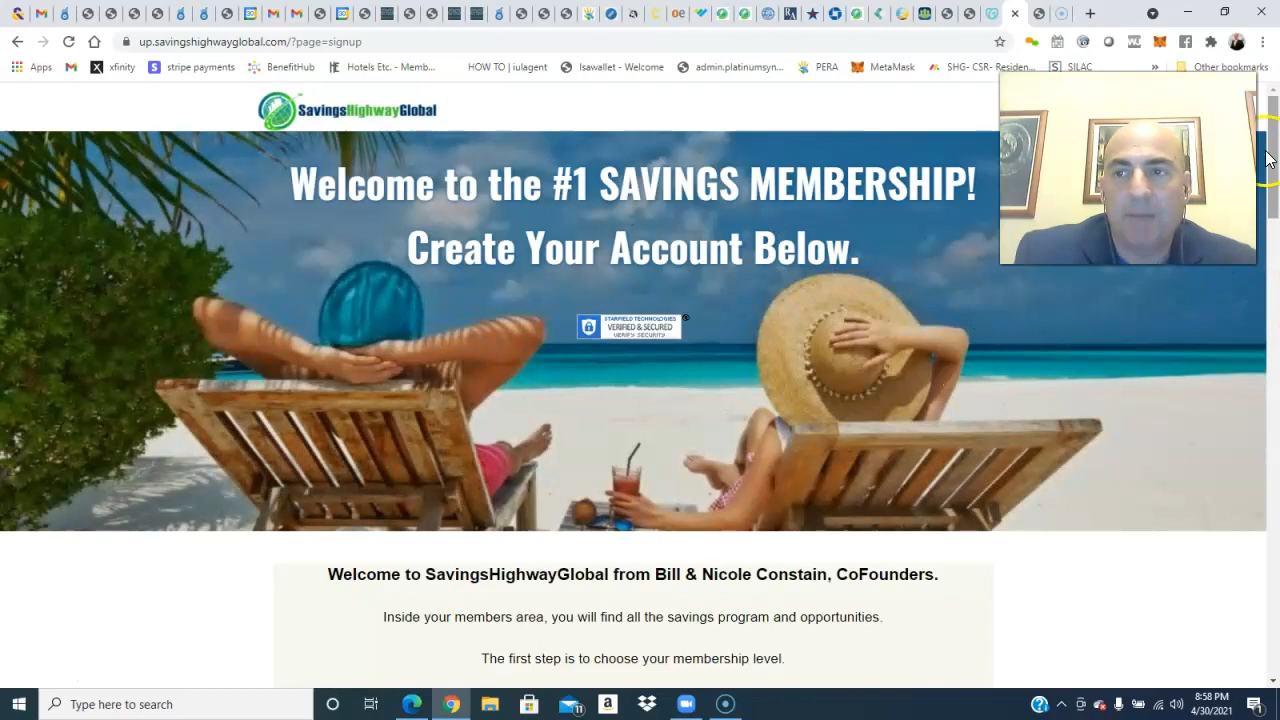 up.savingshighwayglobal.com/?page=signup
Apps
xfinity
stripe payments
BenefitHub
Hotels Etc. - Memb...
HOW TO | iulagent
Isawallet - Welcome
admin.platinumsyn...
PERA
MetaMask
SHG- CSR- Residen...
SILAC
»
Other bookmarks
SavingsHighwayGlobal
Welcome to the #1 SAVINGS MEMBERSHIP!
Create Your Account Below.
STARFIELD TECHNOLOGIES
VERIFIED & SECURED
VERIFY SECURITY
Welcome to SavingsHighwayGlobal from Bill & Nicole Constain, CoFounders.
Inside your members area, you will find all the savings program and opportunities.
The first step is to choose your membership level.
Type here to search
11
8:58 PM
4/30/2021
1